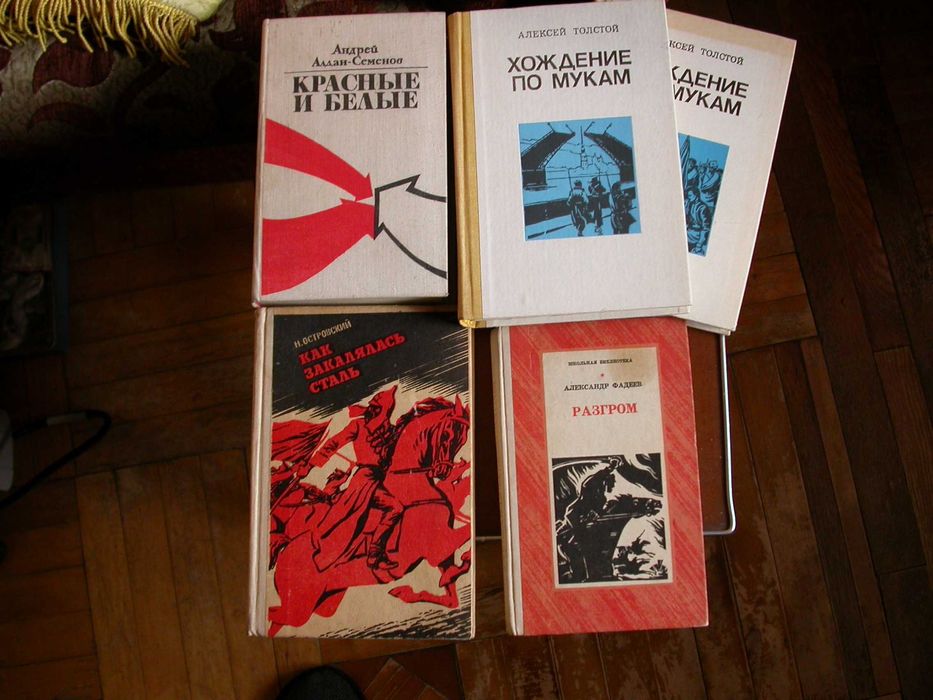 Андрей
Алдан-Семенов
КРАСНЫЕ
И БЕЛЫЕ
АЛЕКСЕЙ ТОЛСТОЙ
ХОЖДЕНИЕ
ПО МУКАМ
КСЕЙ ТОЛСТОЙ
ЖДЕНИЕ
МУКАМ
Н. ОСТРОВСКИЙ
КАК
ЗАКАЛЯЛАСЬ
СТАЛЬ
ШКОЛЬНАЯ БИБЛИОТЕКА
АЛЕКСАНДР ФАДЕЕВ
РАЗГРОМ